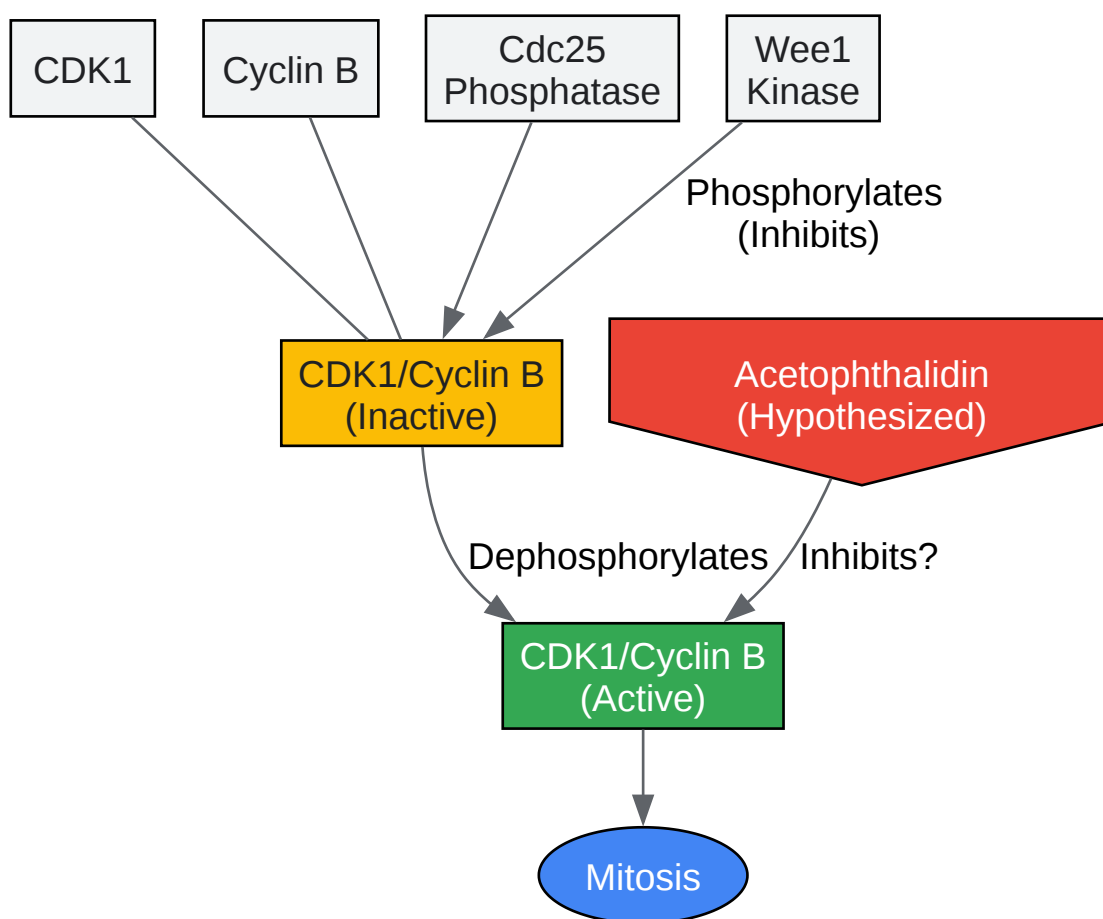 CDK1
Cyclin B
Cdc25
Phosphatase
Wee1
Kinase
Phosphorylates
(Inhibits)
CDK1/Cyclin B
(Inactive)
Acetophthalidin
(Hypothesized)
Dephosphorylates
Inhibits?
CDK1/Cyclin B
(Active)
Mitosis